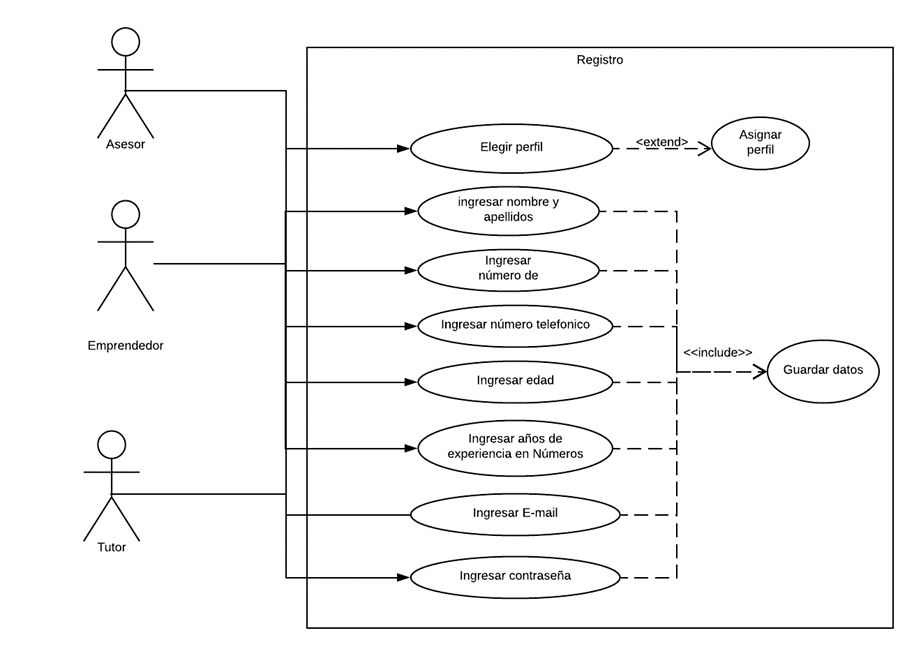 Registro
Asesor
Elegir perfil
<extend>
Asignar
perfil
ingresar nombre y
apellidos
Emprendedor
Ingresar
número de
Ingresar número telefonico
<<include>>
Guardar datos
Ingresar edad
Ingresar años de
experiencia en Números
Ingresar E-mail
Tutor
Ingresar contraseña